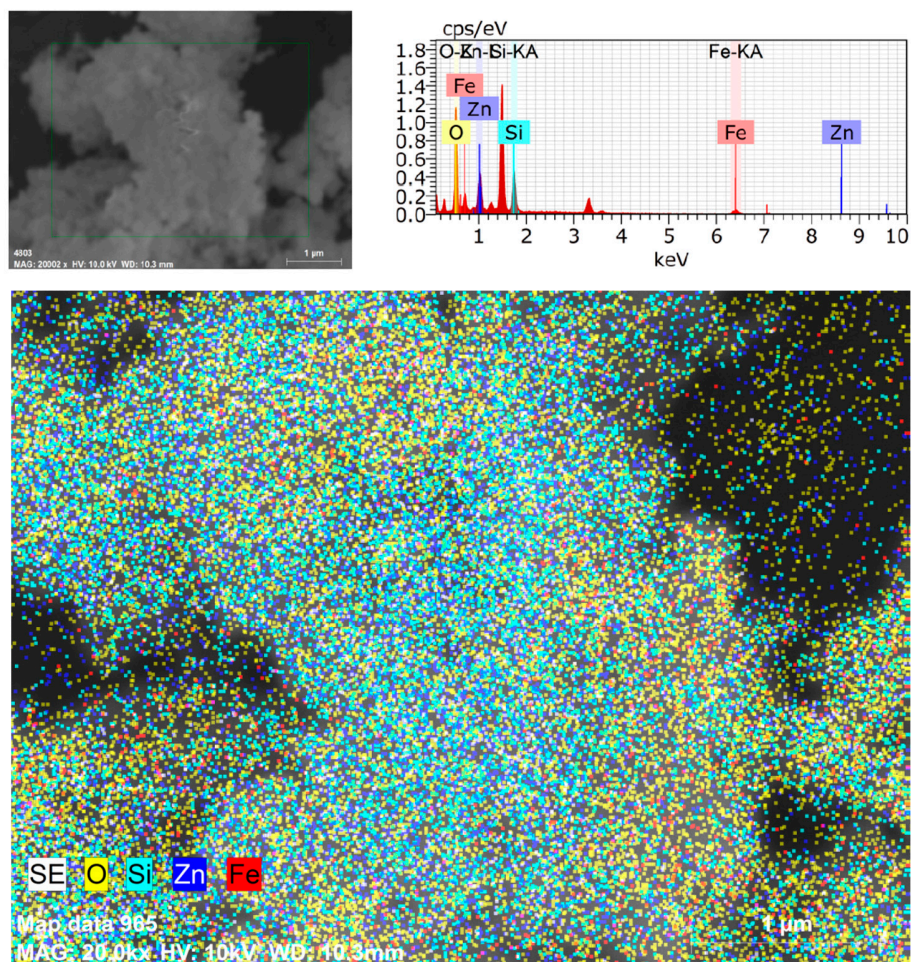 4803
MAG: 20002 x HV: 10.0 kV WD: 10.3 mm
1 µm
cps/eV
O-K Zn-L Si-KA Fe-KA
Fe
Zn
O Si Fe Zn
1.8
1.6
1.4
1.2
1.0
0.8
0.6
0.4
0.2
0.0
1 2 3 4 5 6 7 8 9 10
keV
SE O Si Zn Fe
Map data 965
MAG: 20.0kx HV: 10kV WD: 10.3mm
1 µm